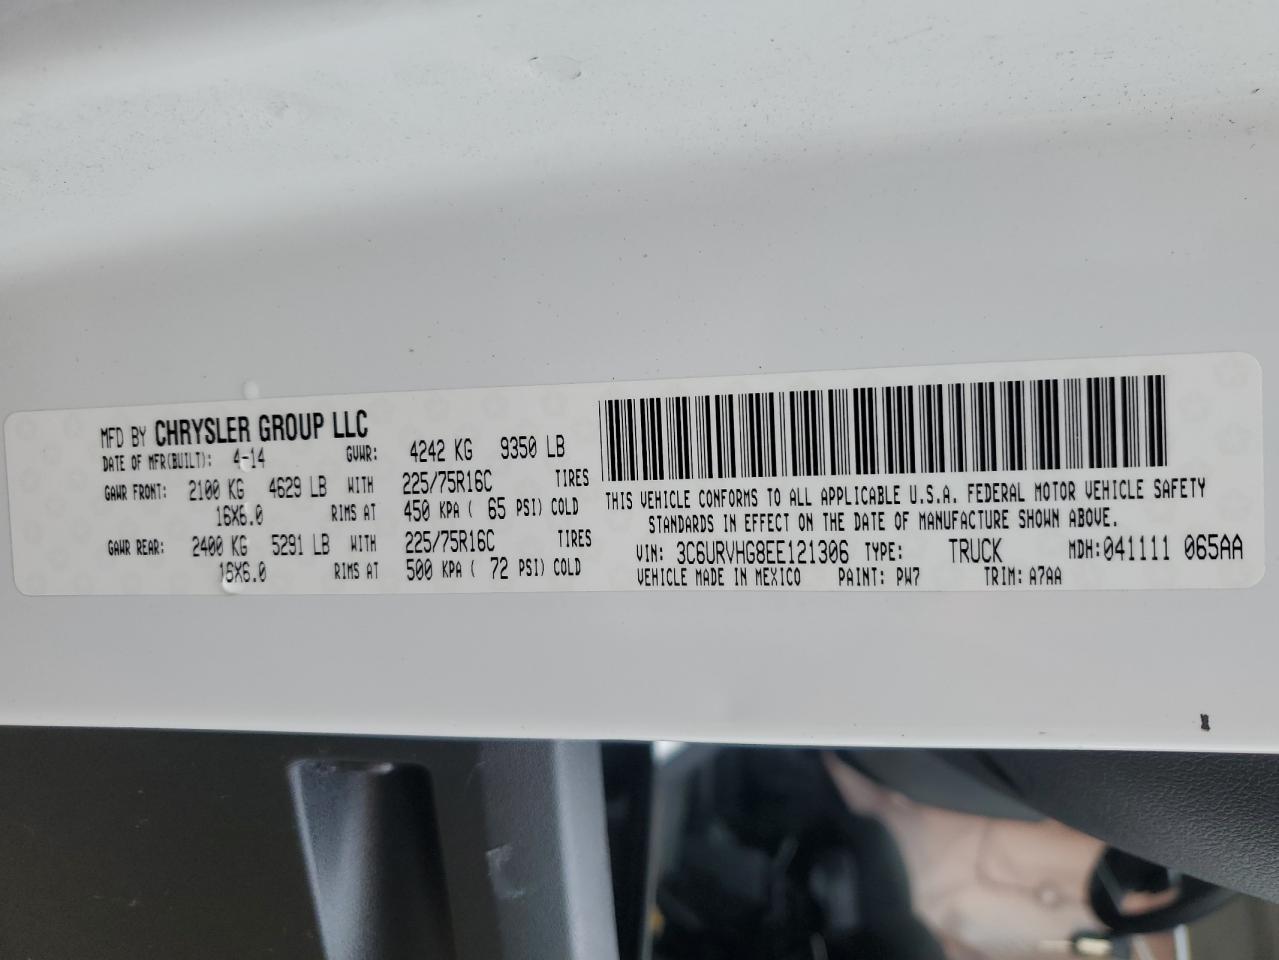 MFD BY CHRYSLER GROUP LLC
DATE OF MFR(BUILT): 4-14 GVWR: 4242 KG 9350 LB
GAWR FRONT: 2100 KG 4629 LB WITH 225/75R16C TIRES
16X6.0 RIMS AT 450 KPA ( 65 PSI) COLD
GAWR REAR: 2400 KG 5291 LB WITH 225/75R16C TIRES
16X6.0 RIMS AT 500 KPA ( 72 PSI) COLD
THIS VEHICLE CONFORMS TO ALL APPLICABLE U.S.A. FEDERAL MOTOR VEHICLE SAFETY
STANDARDS IN EFFECT ON THE DATE OF MANUFACTURE SHOWN ABOVE.
VIN: 3C6URVHG8EE121306 TYPE: TRUCK MDH:041111 065AA
VEHICLE MADE IN MEXICO PAINT: PW7 TRIM: A7AA